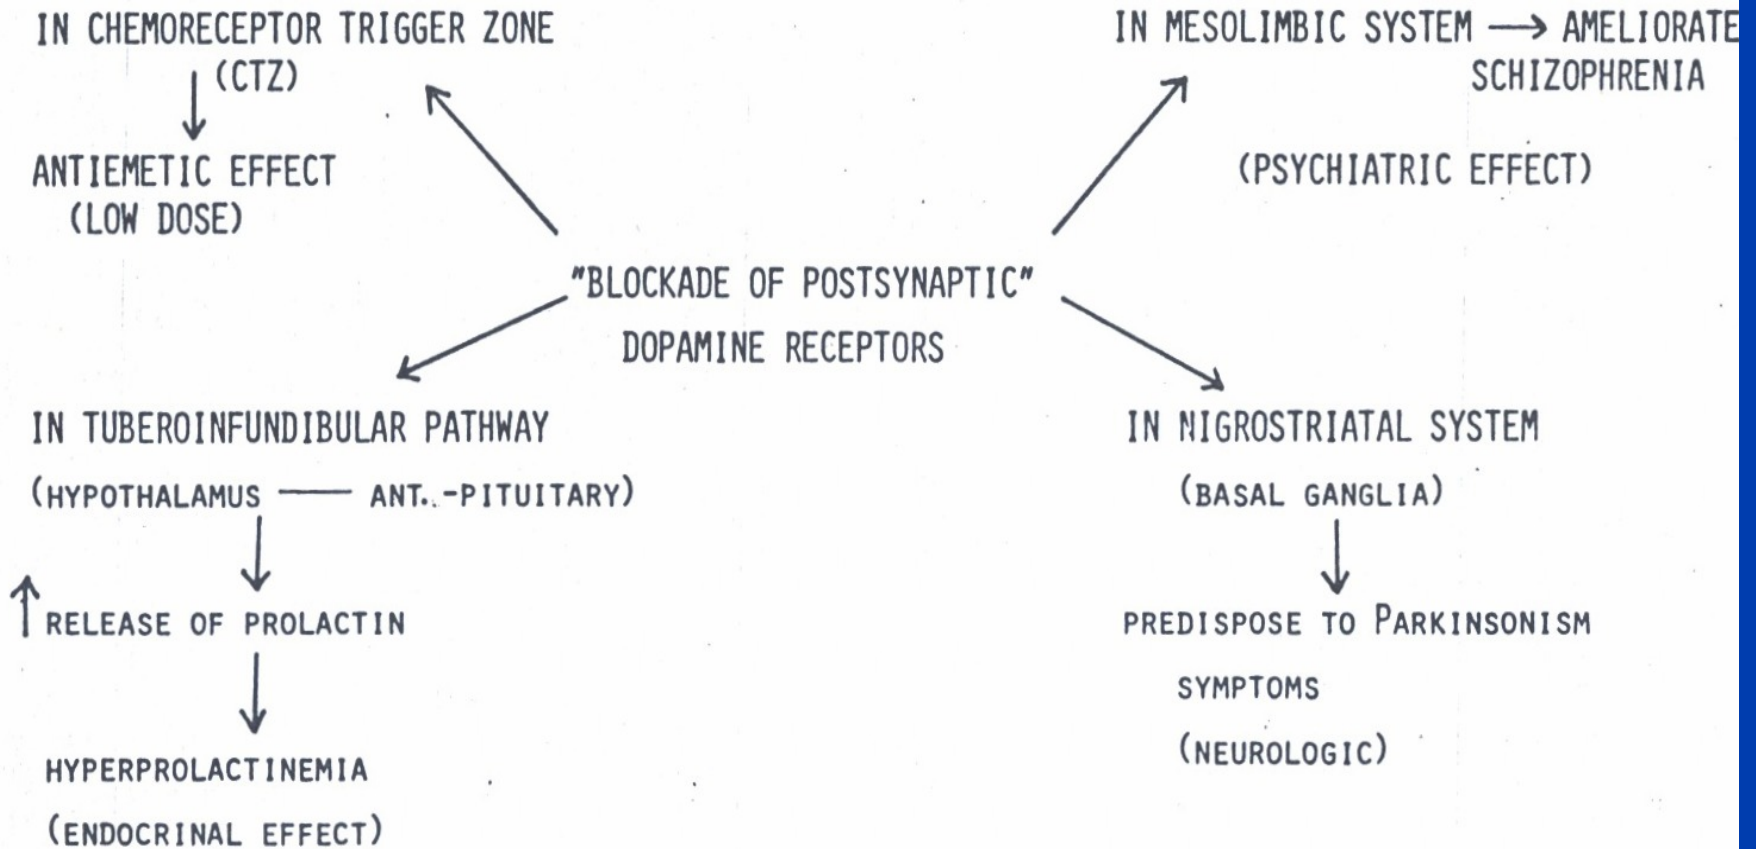 IN CHEMORECEPTOR TRIGGER ZONE
(CTZ)
ANTIEMETIC EFFECT
(LOW DOSE)
IN MESOLIMBIC SYSTEM → AMELIORATE
SCHIZOPHRENIA
(PSYCHIATRIC EFFECT)
"BLOCKADE OF POSTSYNAPTIC"
DOPAMINE RECEPTORS
IN TUBEROINFUNDIBULAR PATHWAY
(HYPOTHALAMUS — ANT.-PITUITARY)
↑ RELEASE OF PROLACTIN
HYPERPROLACTINEMIA
(ENDOCRINAL EFFECT)
IN NIGROSTRIATAL SYSTEM
(BASAL GANGLIA)
PREDISPOSE TO PARKINSONISM
SYMPTOMS
(NEUROLOGIC)